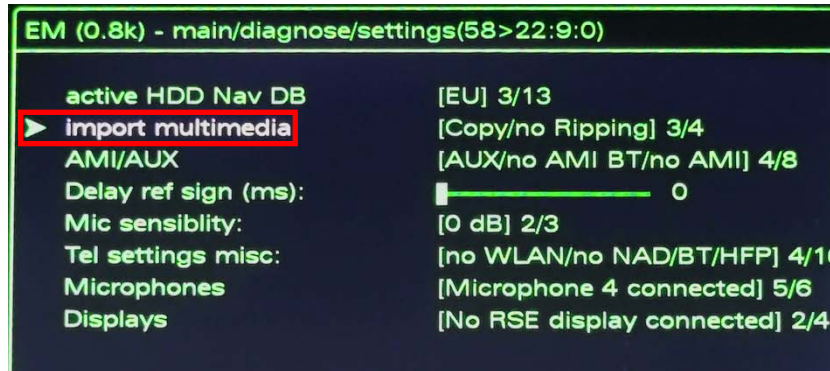 EM (0.8k) - main/diagnose/settings(58>22:9:0)
active HDD Nav DB [EU] 3/13
import multimedia [Copy/no Ripping] 3/4
AMI/AUX [AUX/no AMI BT/no AMI] 4/8
Delay ref sign (ms): 0
Mic sensiblity: [0 dB] 2/3
Tel settings misc: [no WLAN/no NAD/BT/HFP] 4/1
Microphones [Microphone 4 connected] 5/6
Displays [No RSE display connected] 2/4